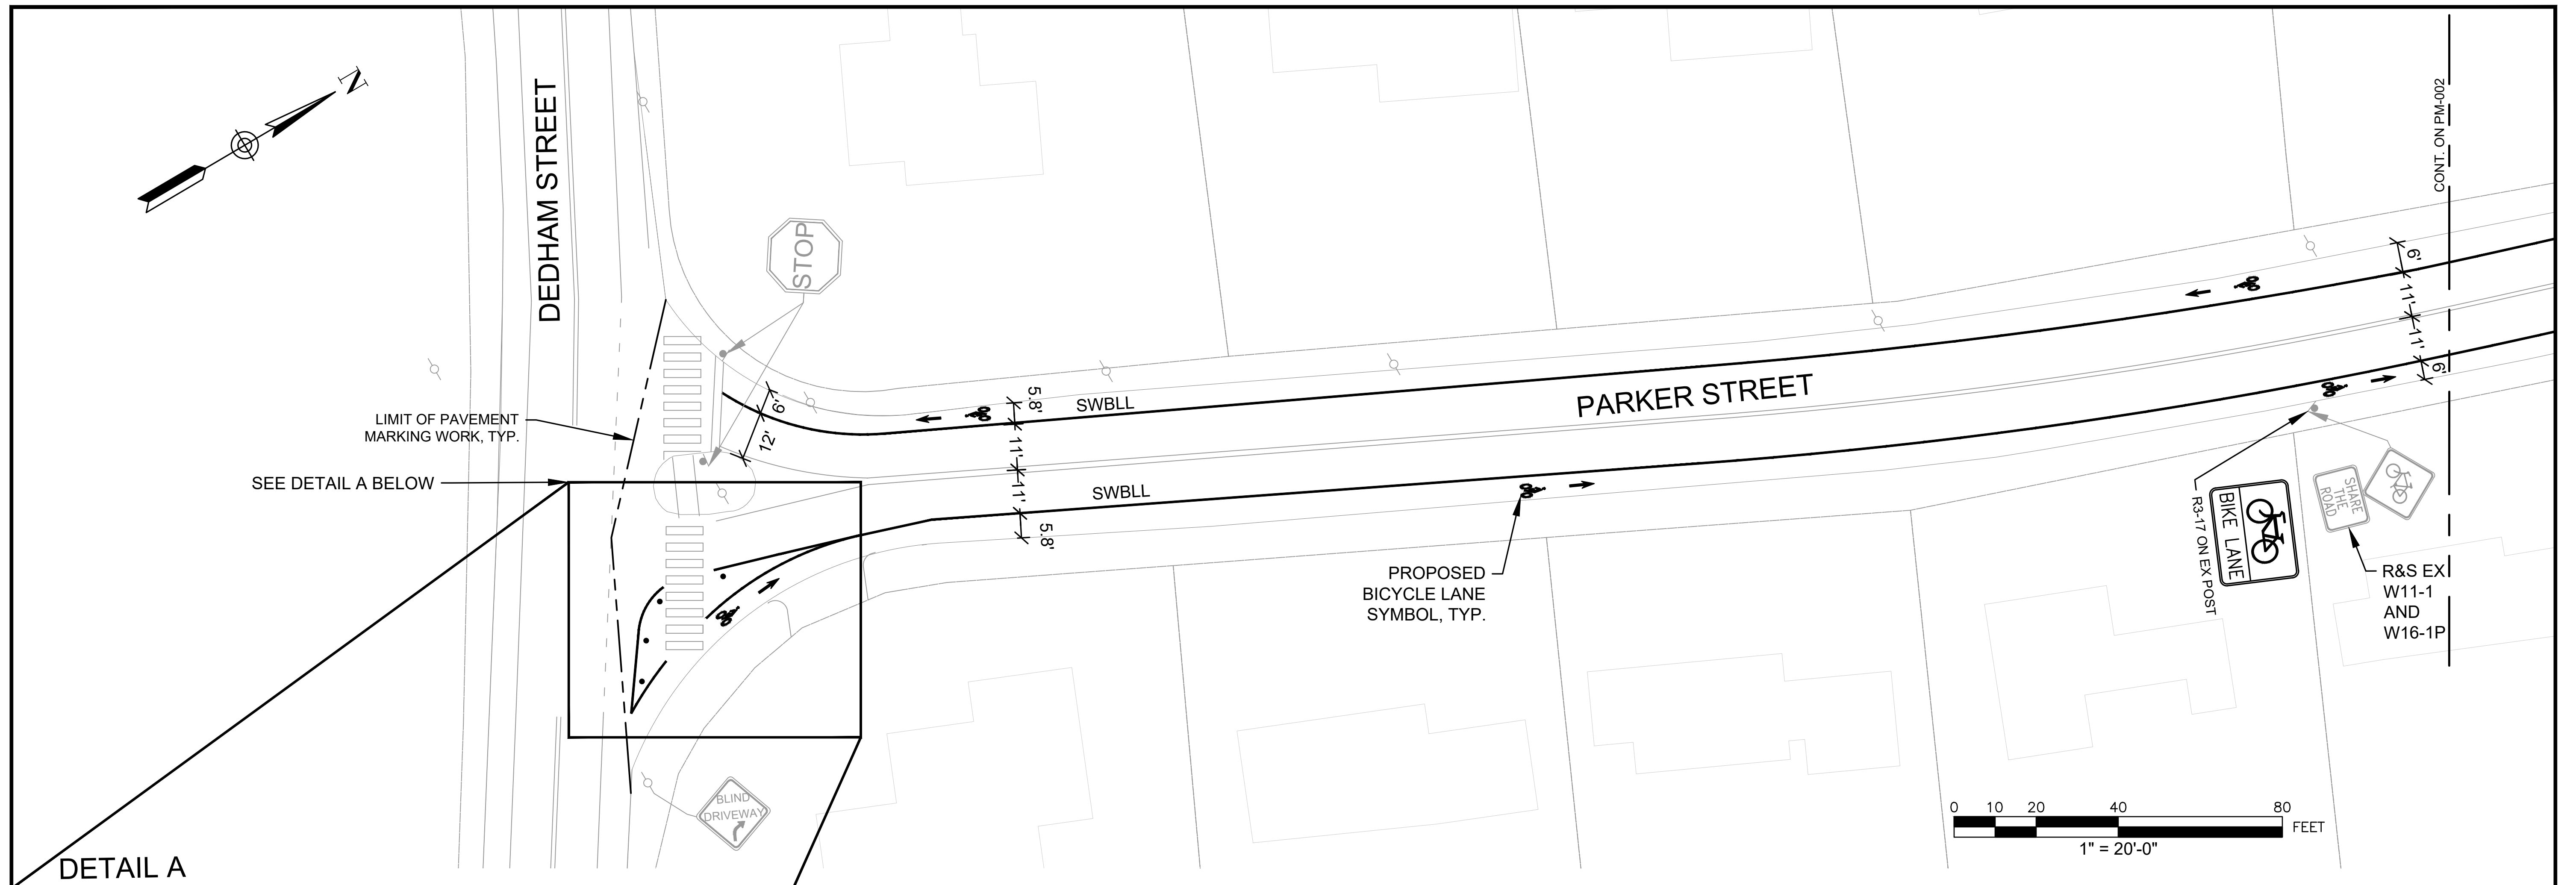 N
DEDHAM STREET
STOP
LIMIT OF PAVEMENT
MARKING WORK, TYP.
SEE DETAIL A BELOW
6'
12'
5.8'
11'
11'
5.8'
SWBLL
SWBLL
PARKER STREET
PROPOSED
BICYCLE LANE
SYMBOL, TYP.
6'
11'
11'
6'
CONT. ON PM-002
R3-17 ON EX POST
BIKE LANE
SHARE
THE
ROAD
R&S EX
W11-1
AND
W16-1P
BLIND
DRIVEWAY
0 10 20 40 80
FEET
1" = 20'-0"
DETAIL A